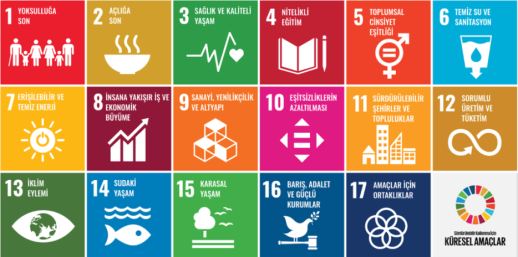 1 YOKSULLUĞA
SON
2 AÇLIĞA
SON
3 SAĞLIK VE KALİTELİ
YAŞAM
4 NİTELİKLİ
EĞİTİM
5 TOPLUMSAL
CİNSİYET
EŞİTLİĞİ
6 TEMİZ SU VE
SANİTASYON
7 ERİŞİLEBİLİR VE
TEMİZ ENERJİ
8 İNSANA YAKIŞIR İŞ VE
EKONOMİK
BÜYÜME
9 SANAYİ, YENİLİKÇİLİK
VE ALTYAPI
10 EŞİTSİZLİKLERİN
AZALTILMASI
11 SÜRDÜRÜLEBİLİR
ŞEHİRLER VE
TOPLULUKLAR
12 SORUMLU
ÜRETİM VE
TÜKETİM
13 İKLİM
EYLEMİ
14 SUDAKİ
YAŞAM
15 KARASAL
YAŞAM
16 BARIŞ, ADALET
VE GÜÇLÜ
KURUMLAR
17 AMAÇLAR İÇİN
ORTAKLIKLAR
Sürdürülebilir Kalkınma için
KÜRESEL AMAÇLAR